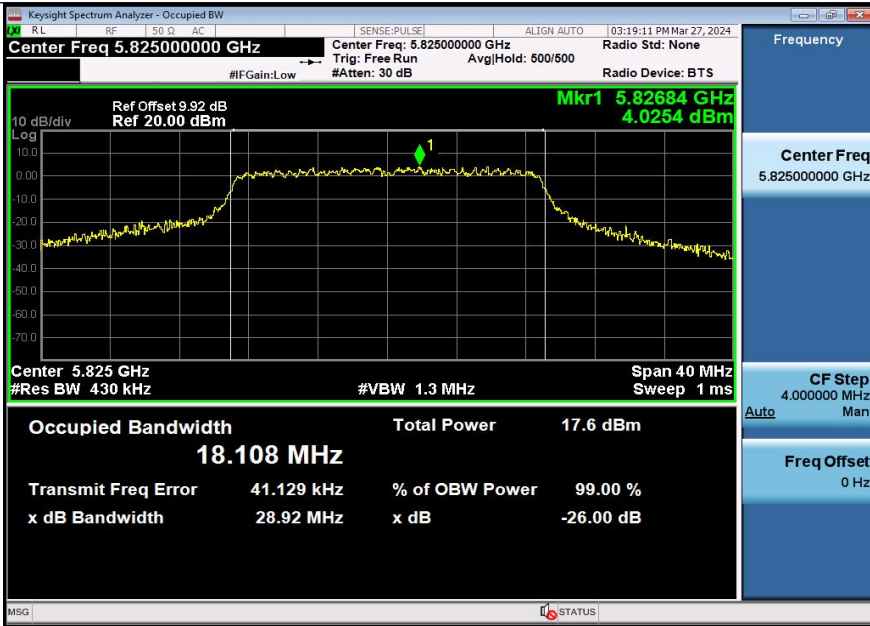 Keysight Spectrum Analyzer - Occupied BW
LXI RL RF 50 Ω AC SENSE:PULSE ALIGN AUTO 03:19:11 PM Mar 27, 2024
Center Freq 5.825000000 GHz
Center Freq: 5.825000000 GHz
Radio Std: None
Trig: Free Run Avg|Hold: 500/500
#IFGain:Low #Atten: 30 dB Radio Device: BTS
Frequency
Ref Offset 9.92 dB
10 dB/div Ref 20.00 dBm
Mkr1 5.82684 GHz
4.0254 dBm
Log
10.0
0.00
-10.0
-20.0
-30.0
-40.0
-50.0
-60.0
-70.0
1
Center 5.825 GHz Span 40 MHz
#Res BW 430 kHz #VBW 1.3 MHz Sweep 1 ms
Occupied Bandwidth Total Power 17.6 dBm
18.108 MHz
Transmit Freq Error 41.129 kHz % of OBW Power 99.00 %
x dB Bandwidth 28.92 MHz x dB -26.00 dB
Center Freq
5.825000000 GHz
CF Step
4.000000 MHz
Auto Man
Freq Offset
0 Hz
MSG STATUS